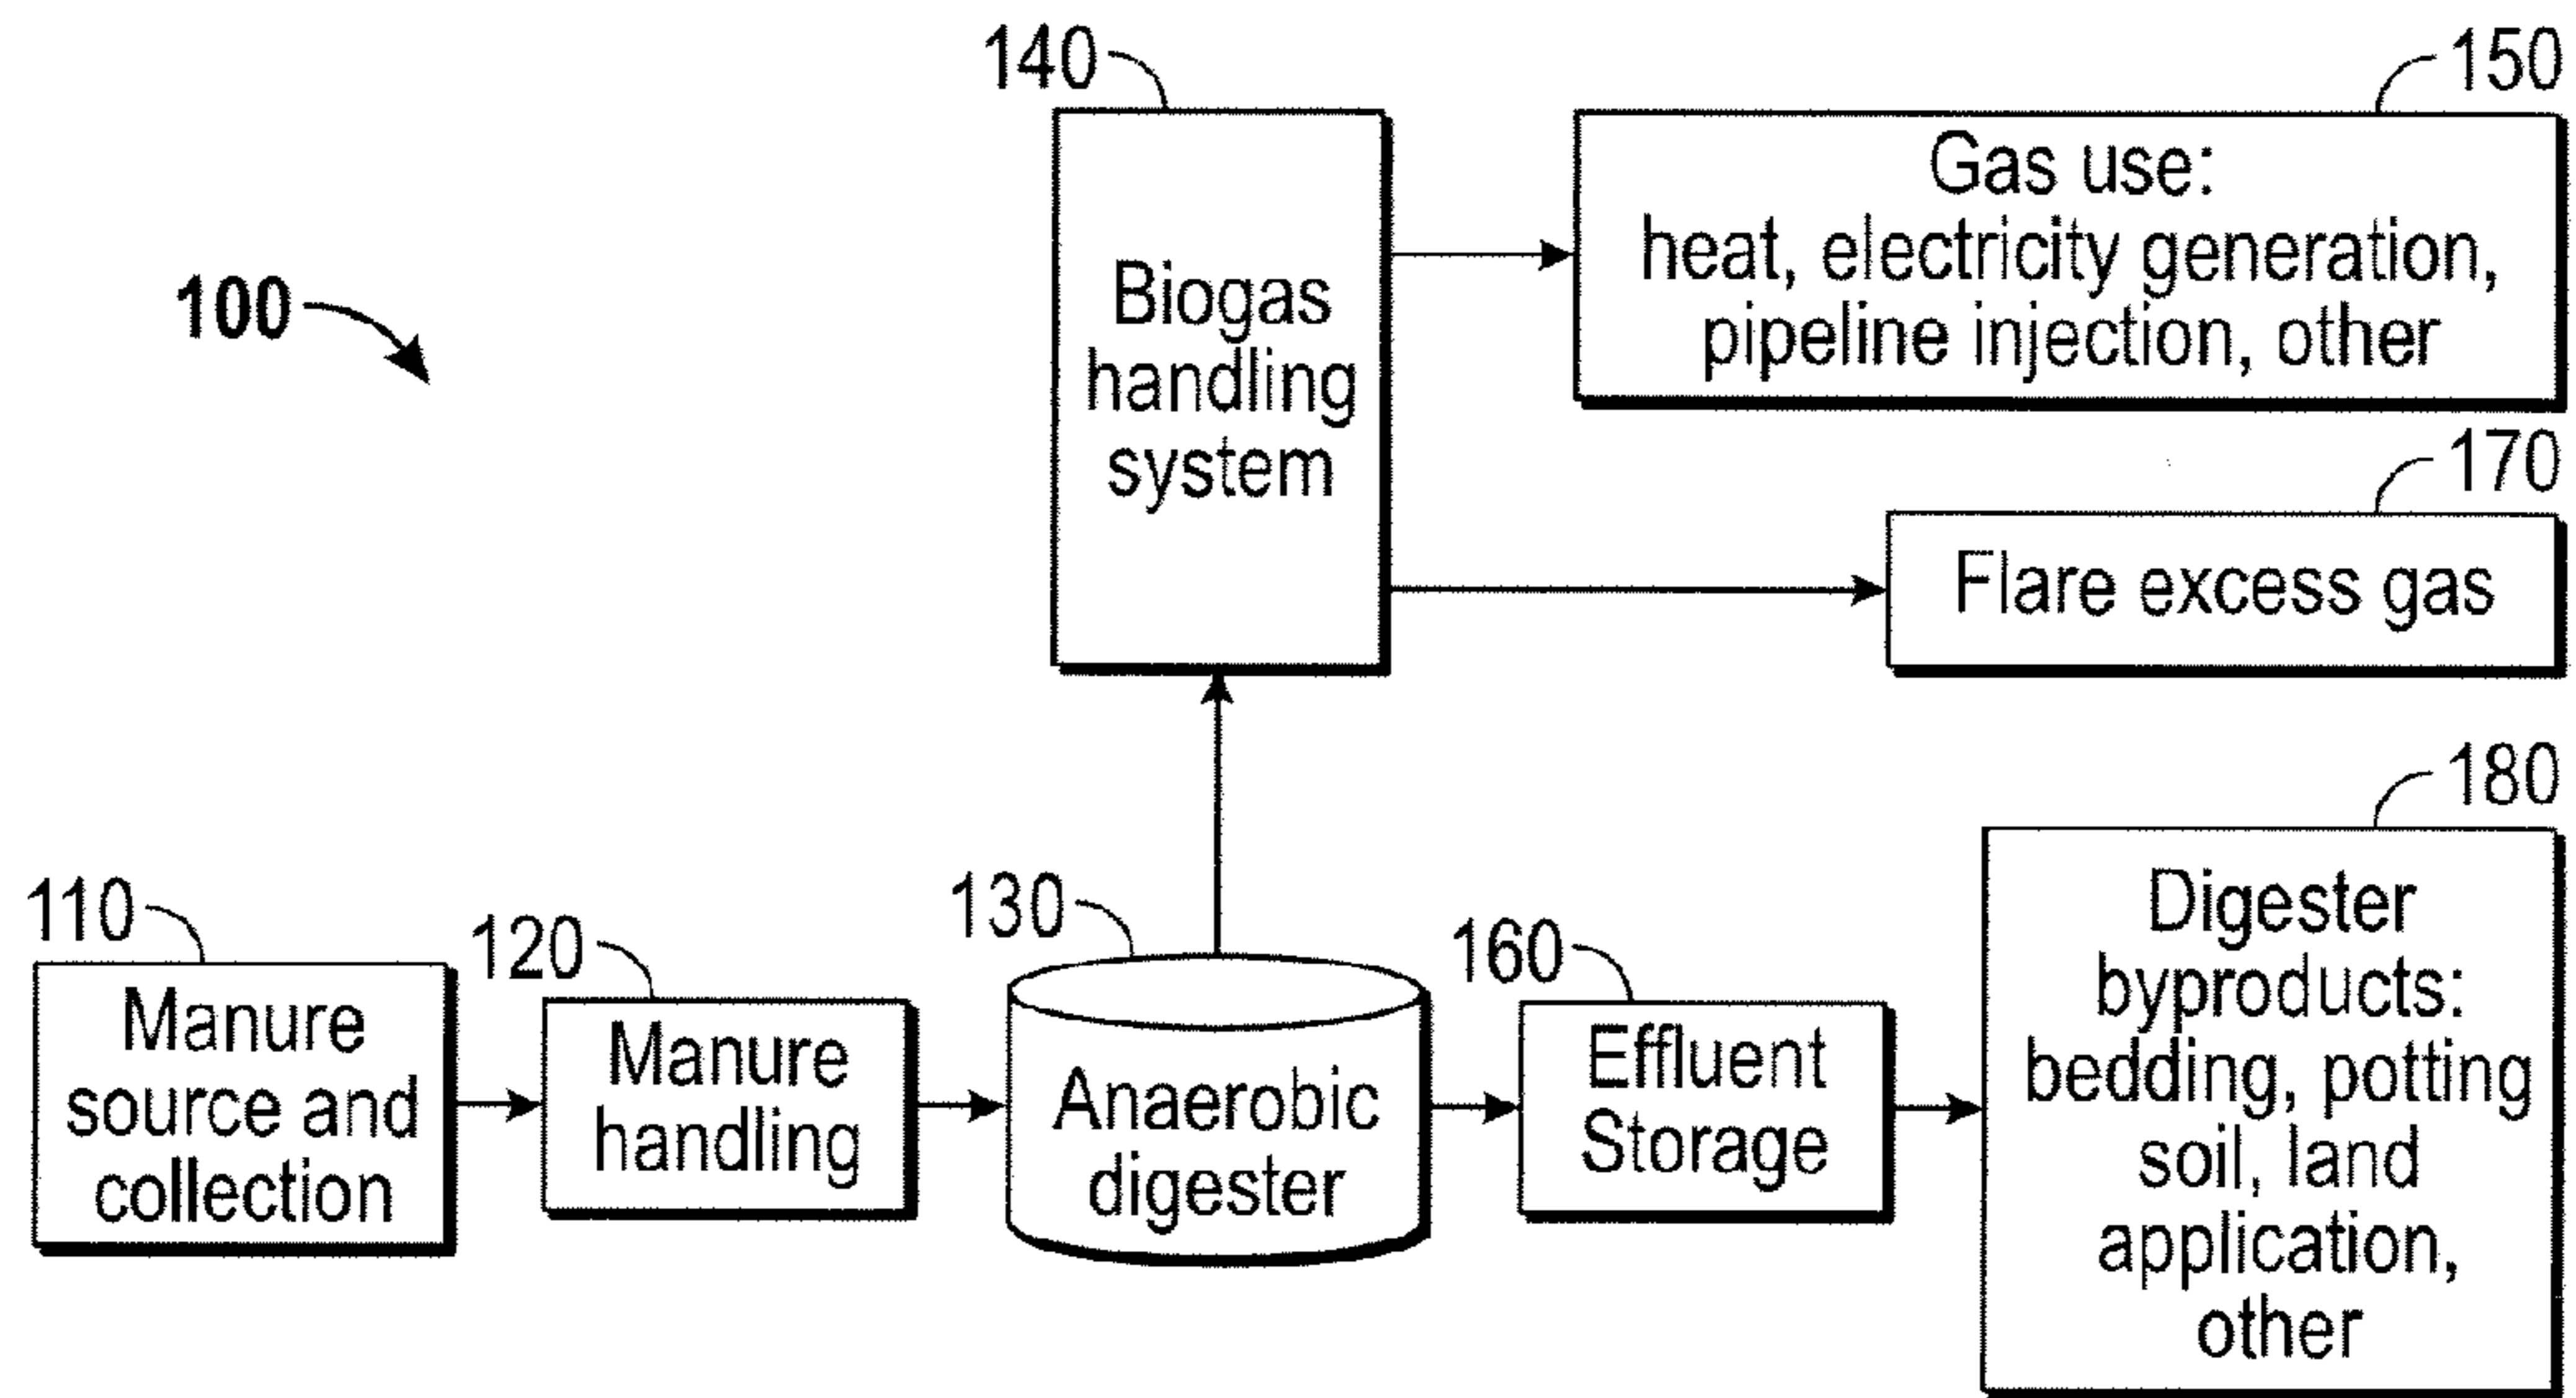 140
150
Biogas
handling
system
Gas use:
heat, electricity generation,
pipeline injection, other
100
170
Flare excess gas
180
110
Manure
source and
collection
120
Manure
handling
130
Anaerobic
digester
160
Effluent
Storage
Digester
byproducts:
bedding, potting
soil, land
application,
other